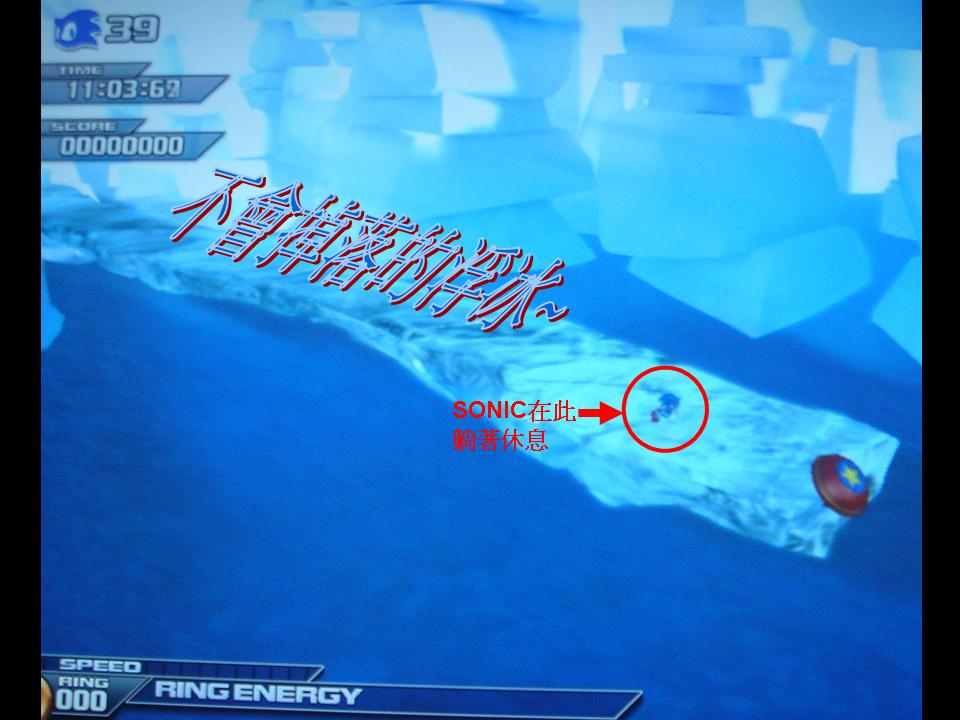 39
TIME
11:03:67
SCORE
00000000
不會掉落的浮冰~
SONIC在此
躺著休息
SPEED
RING
000
RING ENERGY